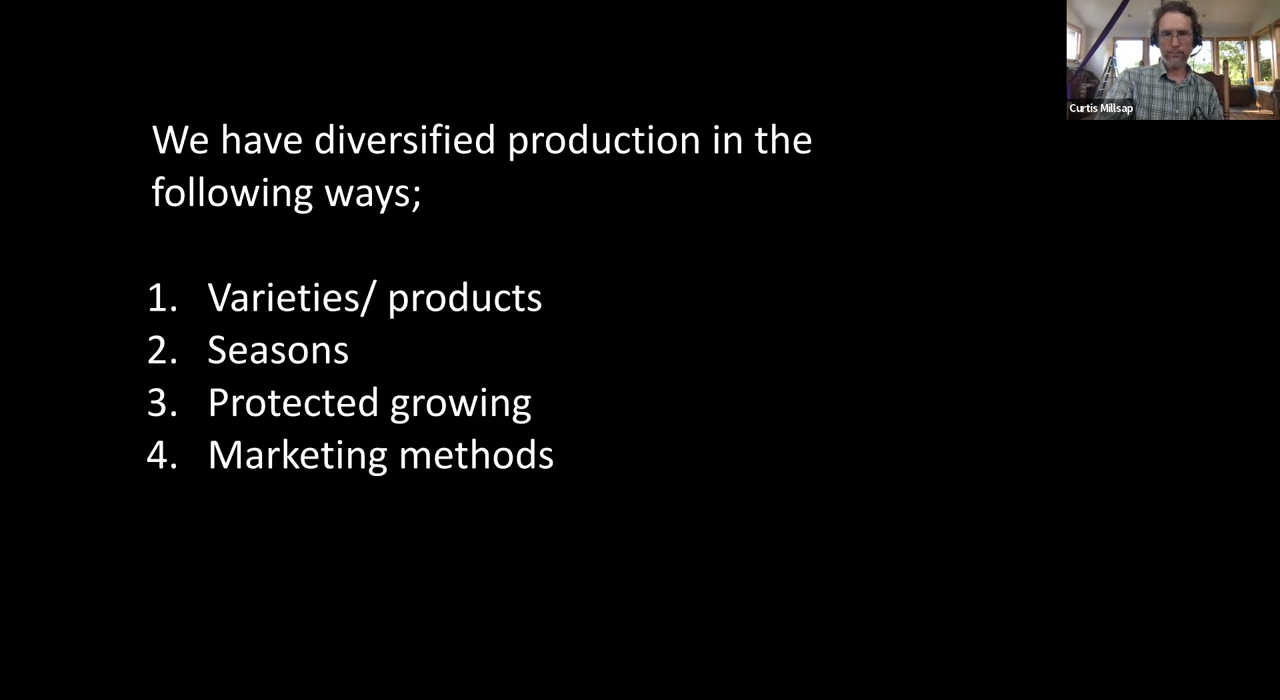 We have diversified production in the
following ways;
1. Varieties/ products
2. Seasons
3. Protected growing
4. Marketing methods
Curtis Millsap